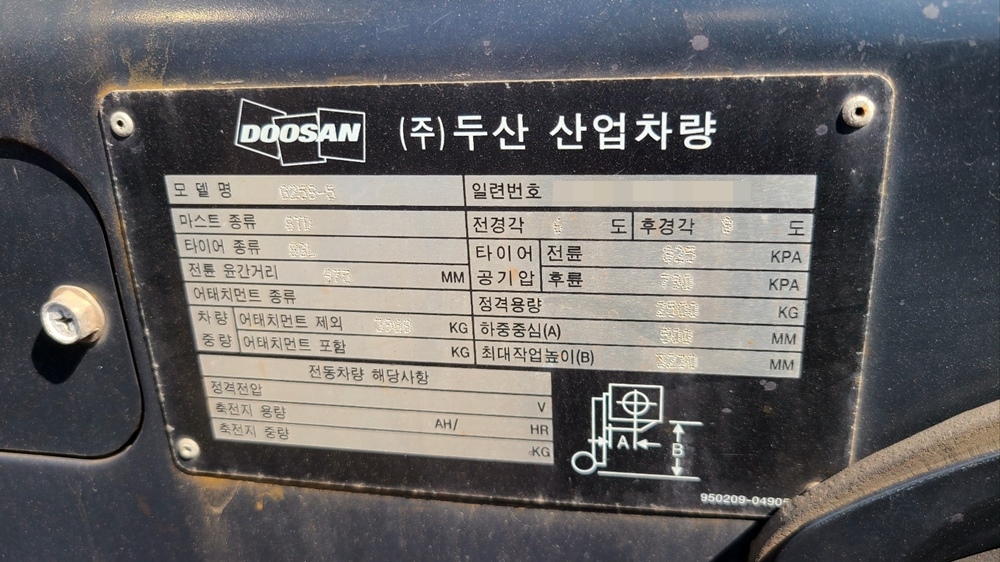 DOOSAN (주)두산 산업차량
모 델 명 G25S-5 일련번호
마스트 종류 STD 전경각 도 후경각 도
타이어 종류 타이어 공기압 전륜 625 KPA
전륜 윤간거리 MM 후륜 KPA
어태치먼트 종류 정격용량 KG
차량 중량 어태치먼트 제외 KG 하중중심(A) MM
어태치먼트 포함 KG 최대작업높이(B) MM
전동차량 해당사항
정격전압 V
축전지 용량 AH/ HR
축전지 중량 KG
A
B